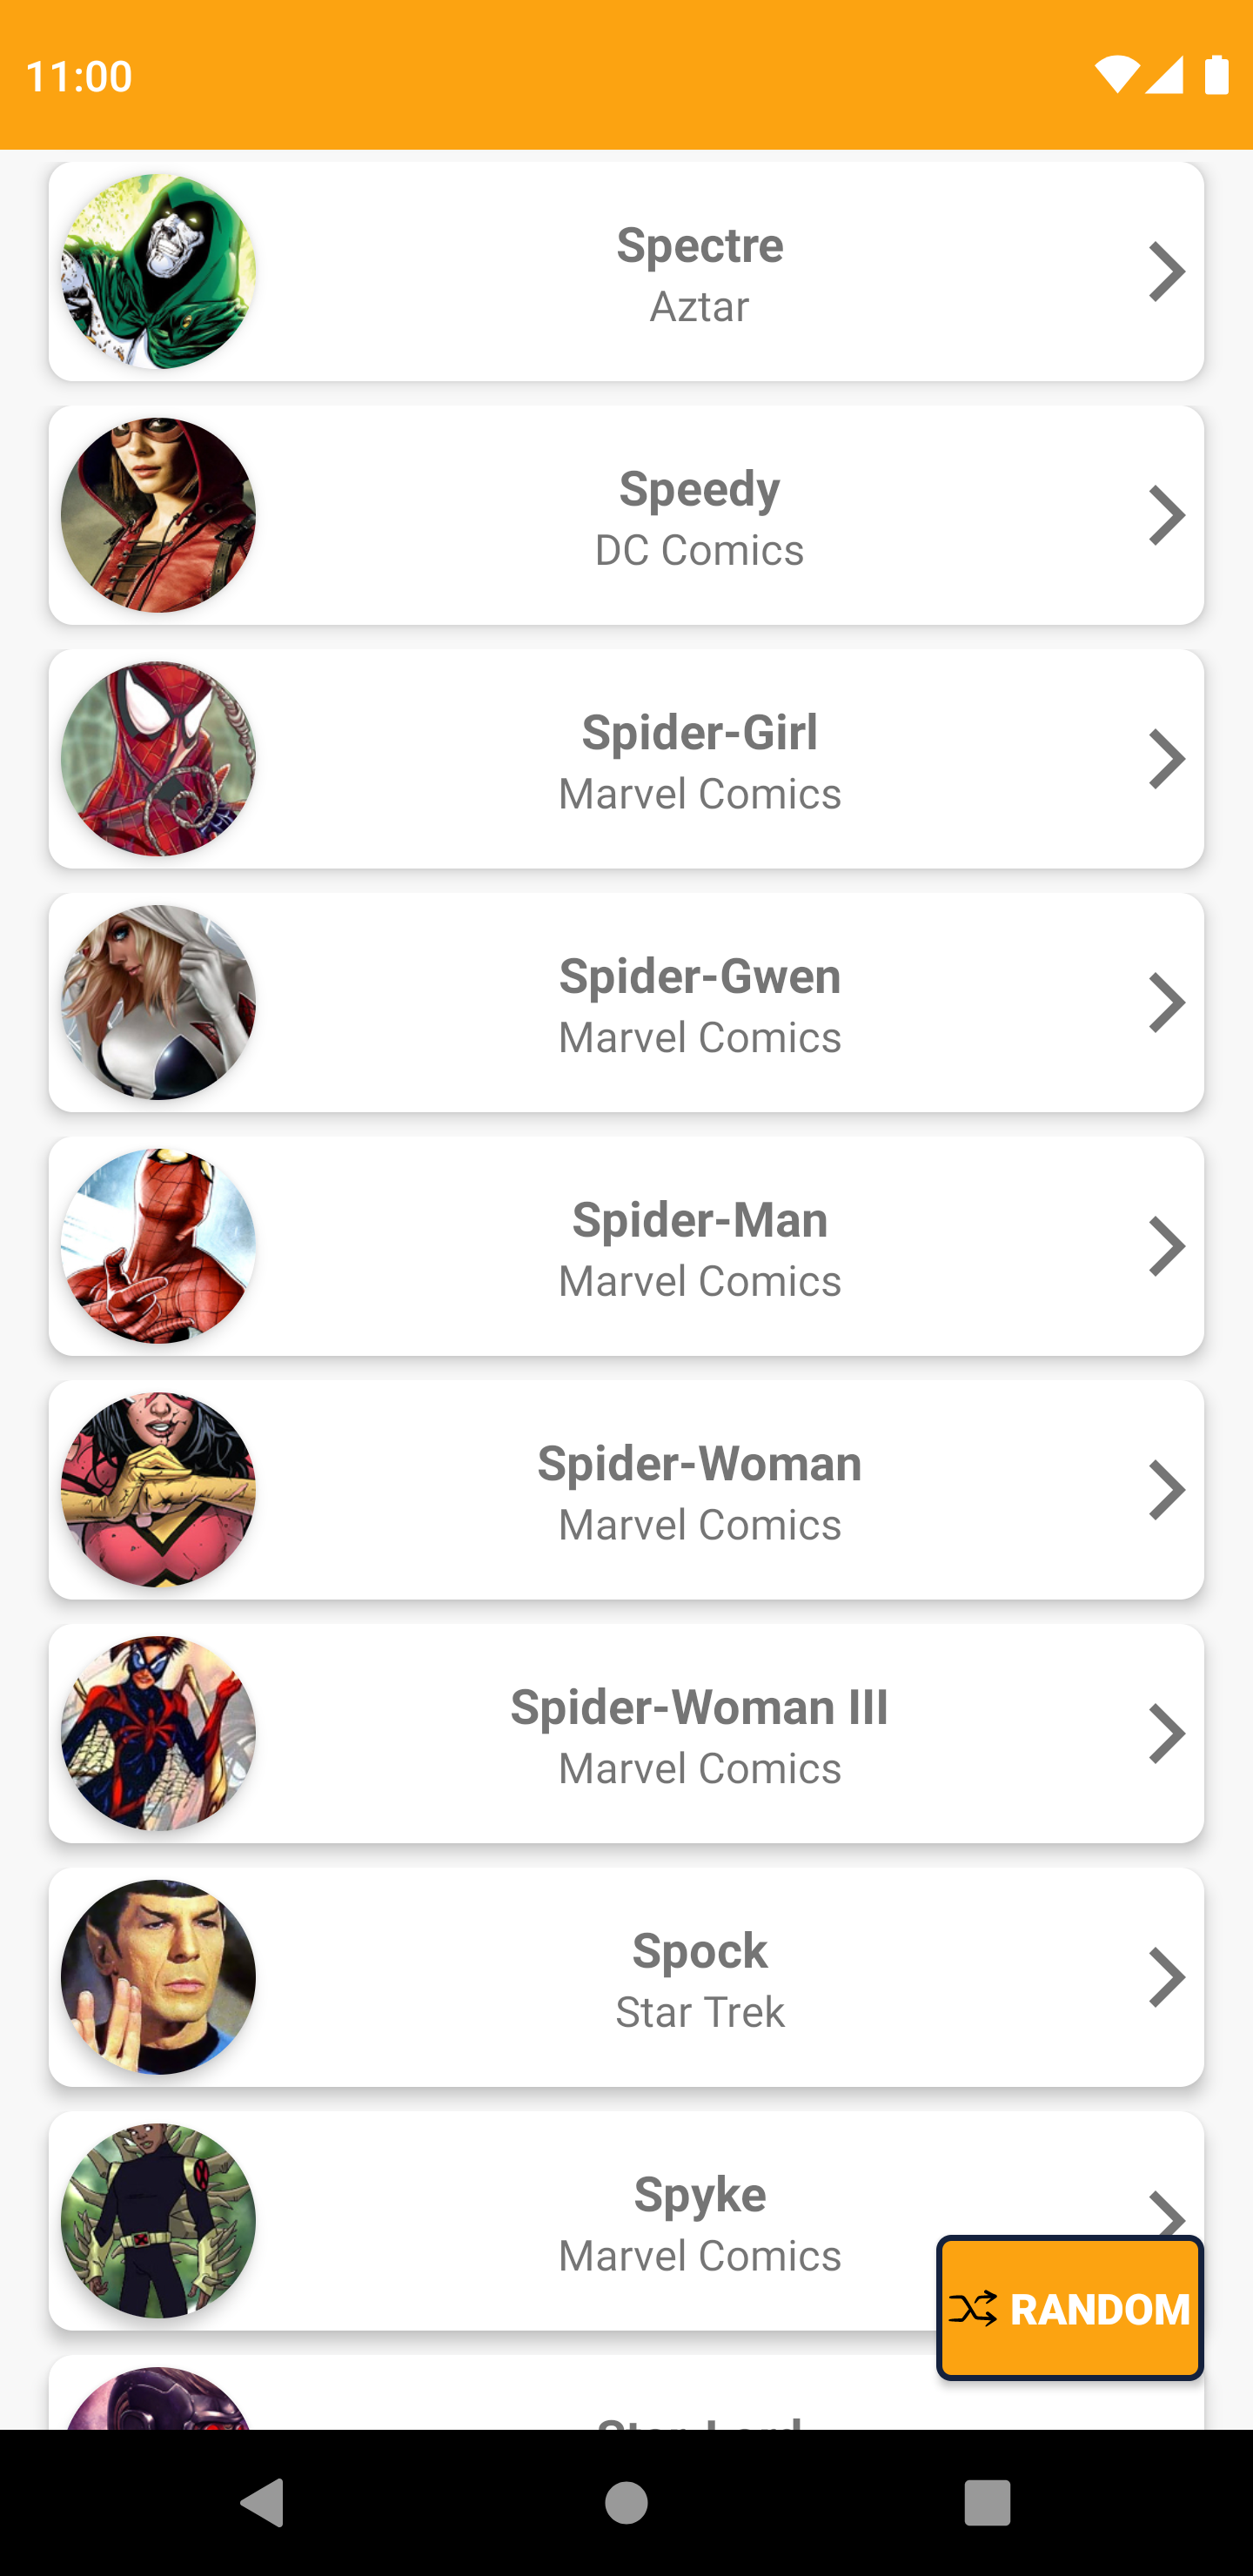 11:00
Spectre
Aztar
Speedy
DC Comics
Spider-Girl
Marvel Comics
Spider-Gwen
Marvel Comics
Spider-Man
Marvel Comics
Spider-Woman
Marvel Comics
Spider-Woman III
Marvel Comics
Spock
Star Trek
Spyke
Marvel Comics
RANDOM